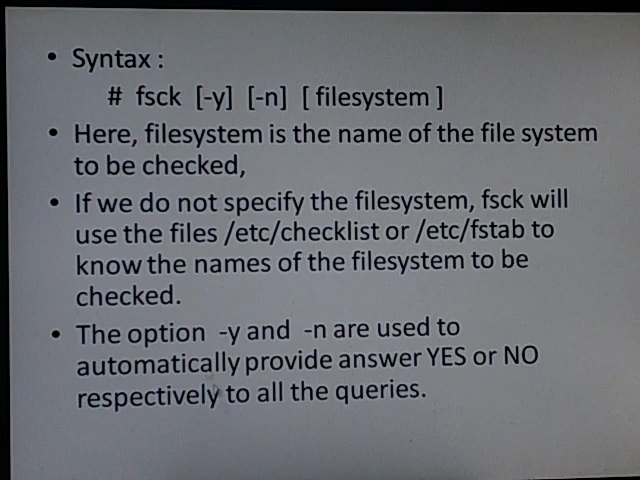 • Syntax :
# fsck [-y] [-n] [ filesystem ]
• Here, filesystem is the name of the file system
to be checked,
• If we do not specify the filesystem, fsck will
use the files /etc/checklist or /etc/fstab to
know the names of the filesystem to be
checked.
• The option -y and -n are used to
automatically provide answer YES or NO
respectively to all the queries.